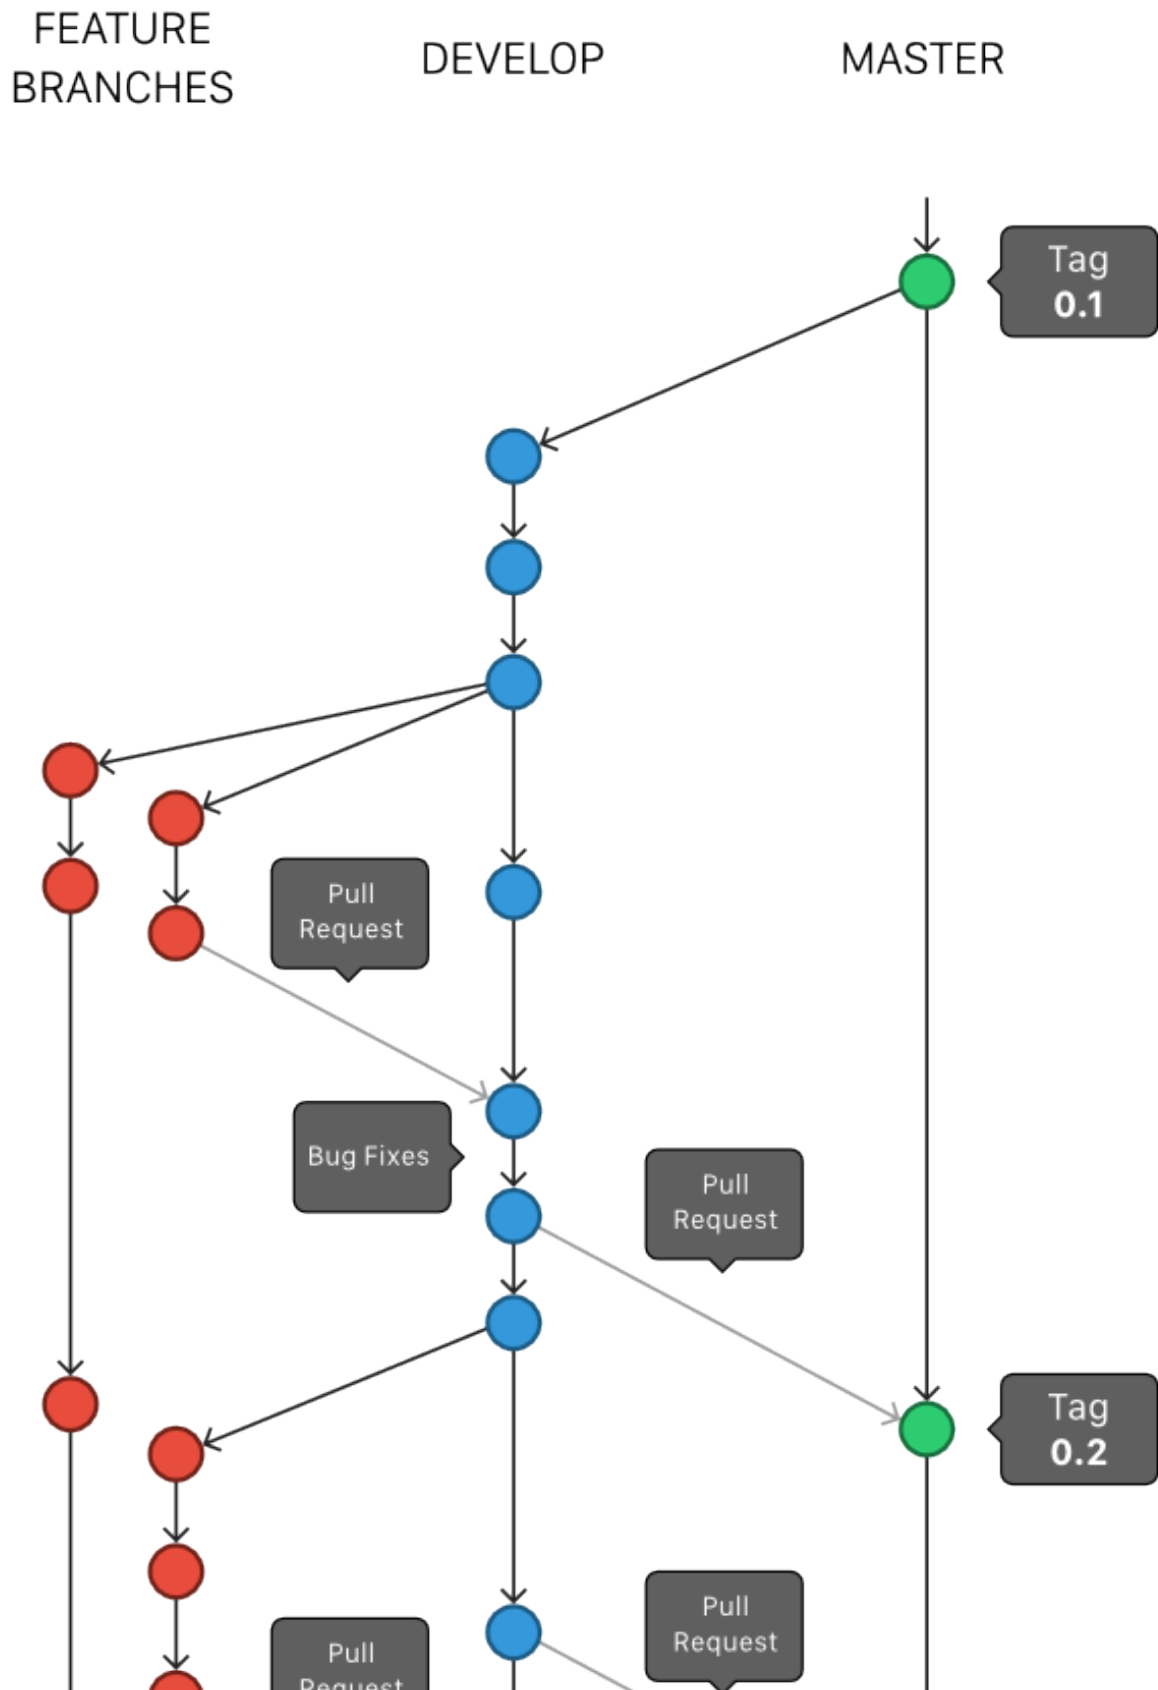 FEATURE
BRANCHES
DEVELOP
MASTER
Tag
0.1
Pull
Request
Bug Fixes
Pull
Request
Tag
0.2
Pull
Request
Pull
Request